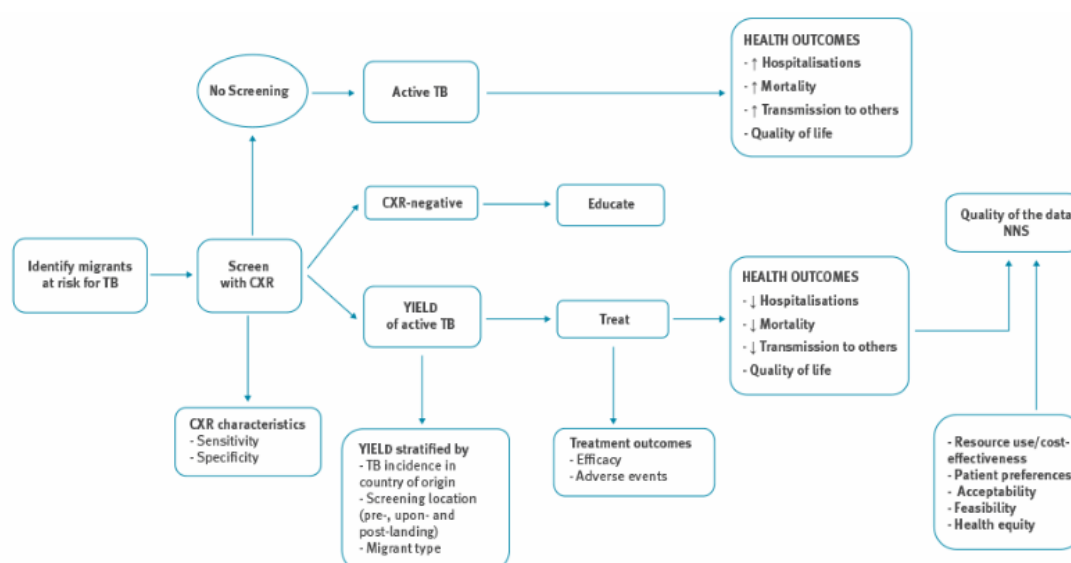 HEALTH OUTCOMES
- ↑ Hospitalisations
- ↑ Mortality
- ↑ Transmission to others
- Quality of life
No Screening
Active TB
CXR-negative
Educate
Quality of the data
NNS
Identify migrants
at risk for TB
Screen
with CXR
YIELD
of active TB
Treat
HEALTH OUTCOMES
- ↓ Hospitalisations
- ↓ Mortality
- ↓ Transmission to others
- Quality of life
CXR characteristics
- Sensitivity
- Specificity
YIELD stratified by
- TB incidence in
country of origin
- Screening location
(pre-, upon- and
post-landing)
- Migrant type
Treatment outcomes
- Efficacy
- Adverse events
- Resource use/cost-
effectiveness
- Patient preferences
- Acceptability
- Feasibility
- Health equity